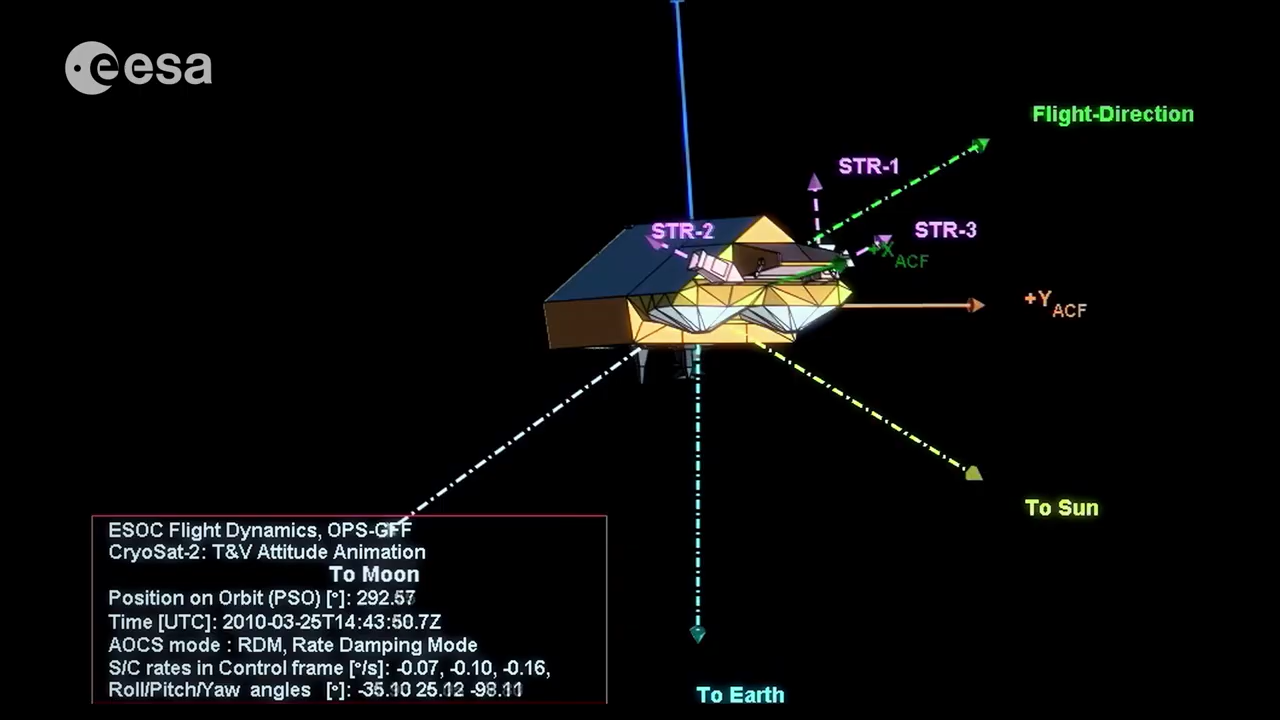 esa
Flight-Direction
STR-1
STR-2
STR-3
+X ACF
+Y ACF
To Sun
ESOC Flight Dynamics, OPS-GFF
CryoSat-2: T&V Attitude Animation
To Moon
Position on Orbit (PSO) [°]: 292.57
Time [UTC]: 2010-03-25T14:43:50.7Z
AOCS mode : RDM, Rate Damping Mode
S/C rates in Control frame [°/s]: -0.07, -0.10, -0.16,
Roll/Pitch/Yaw angles [°]: -35.10 25.12 -98.11
To Earth